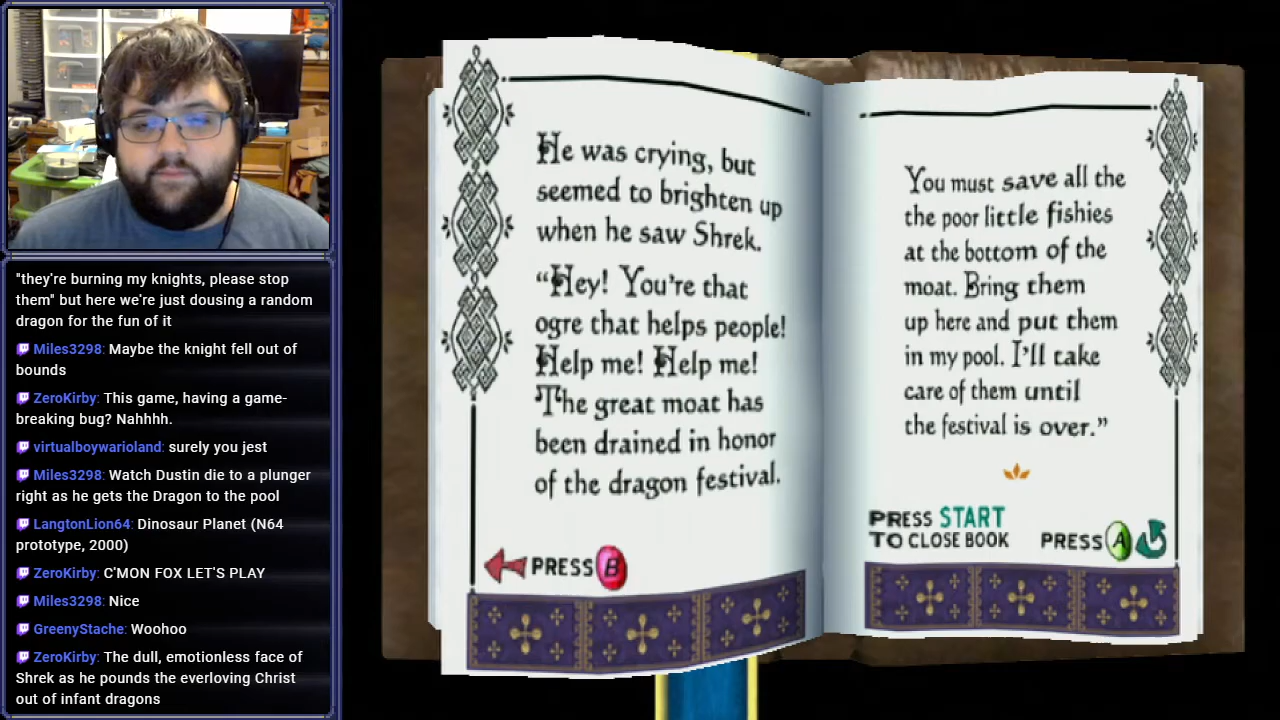 "they're burning my knights, please stop
them" but here we're just dousing a random
dragon for the fun of it
Miles3298: Maybe the knight fell out of
bounds
ZeroKirby: This game, having a game-
breaking bug? Nahhhh.
virtualboywarioland: surely you jest
Miles3298: Watch Dustin die to a plunger
right as he gets the Dragon to the pool
LangtonLion64: Dinosaur Planet (N64
prototype, 2000)
ZeroKirby: C'MON FOX LET'S PLAY
Miles3298: Nice
GreenyStache: Woohoo
ZeroKirby: The dull, emotionless face of
Shrek as he pounds the everloving Christ
out of infant dragons
He was crying, but
seemed to brighten up
when he saw Shrek.
“Hey! You're that
ogre that helps people!
Help me! Help me!
The great moat has
been drained in honor
of the dragon festival.
PRESS B
You must save all the
the poor little fishies
at the bottom of the
moat. Bring them
up here and put them
in my pool. I'll take
care of them until
the festival is over.”
PRESS START
TO CLOSE BOOK
PRESS A